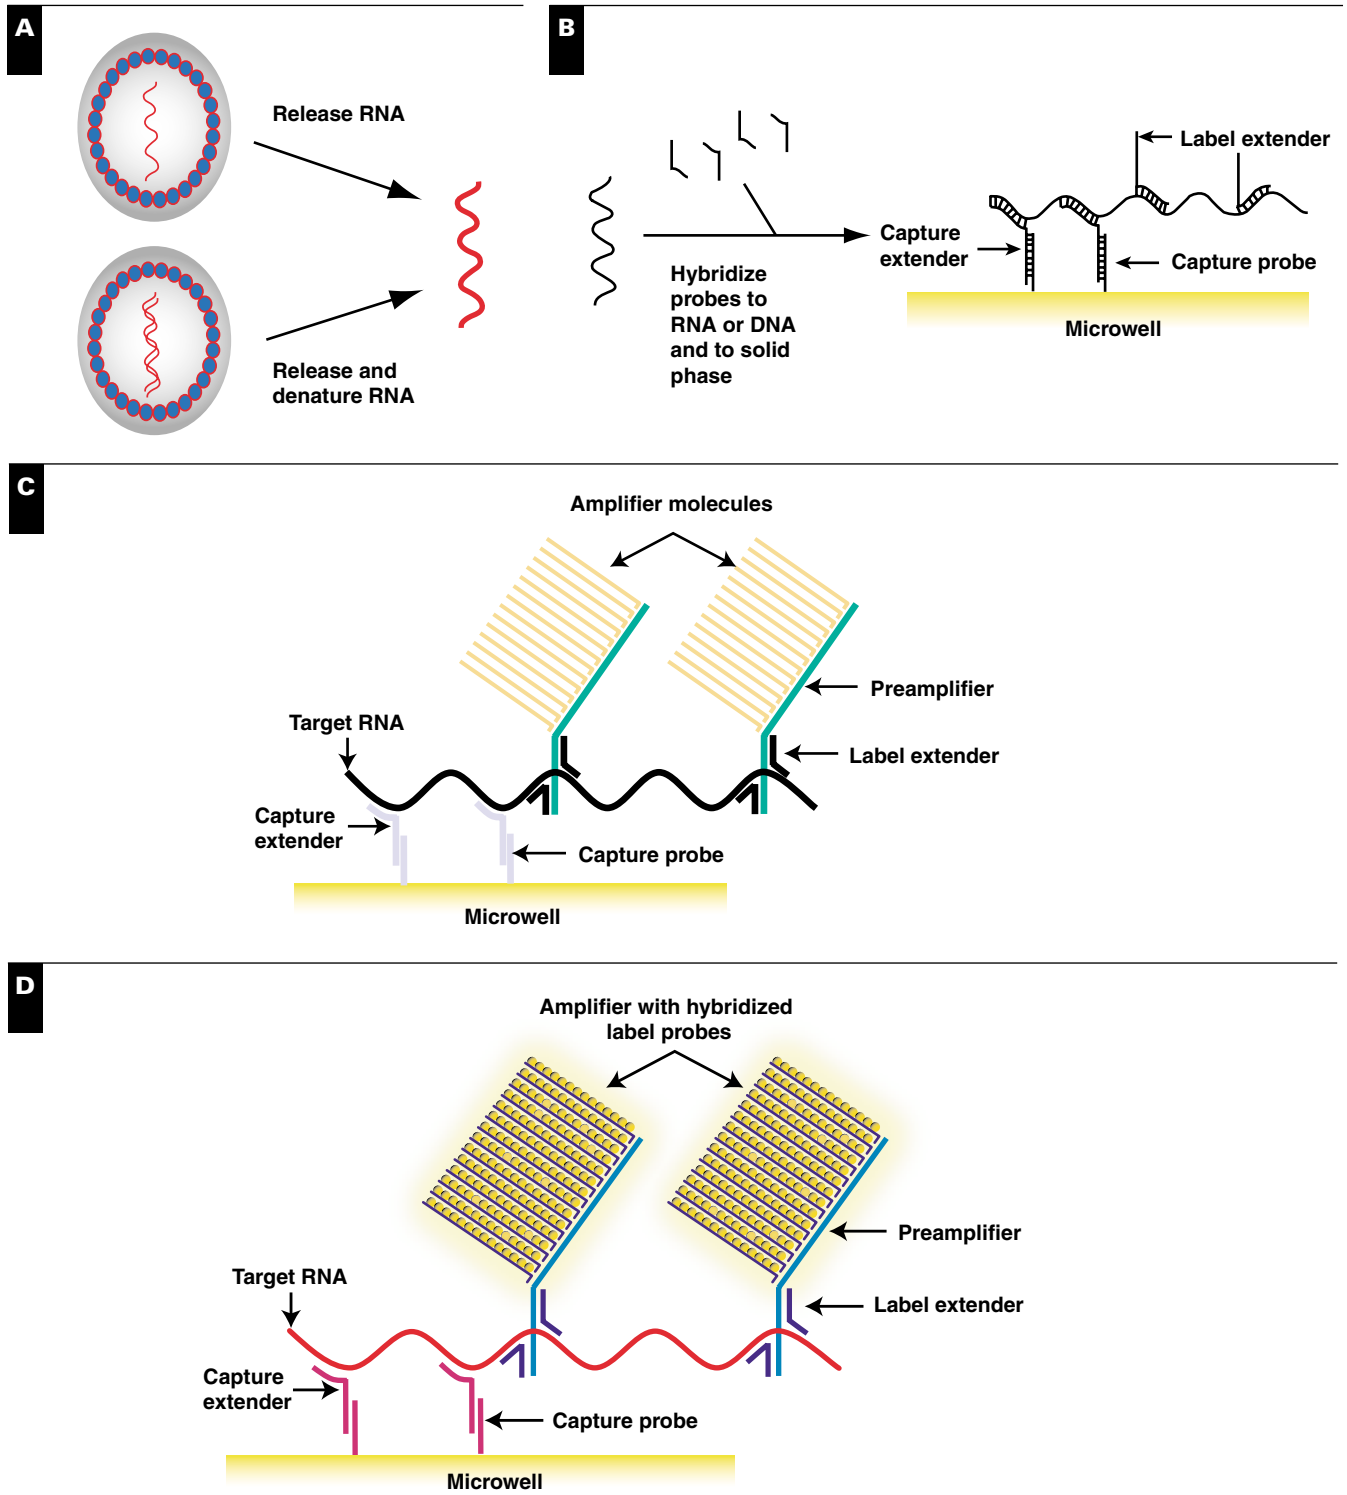 A
Release RNA
Release and
denature RNA
B
Hybridize
probes to
RNA or DNA
and to solid
phase
Label extender
Capture
extender
Capture probe
Microwell
C
Amplifier molecules
Preamplifier
Target RNA
Label extender
Capture
extender
Capture probe
Microwell
D
Amplifier with hybridized
label probes
Preamplifier
Target RNA
Label extender
Capture
extender
Capture probe
Microwell